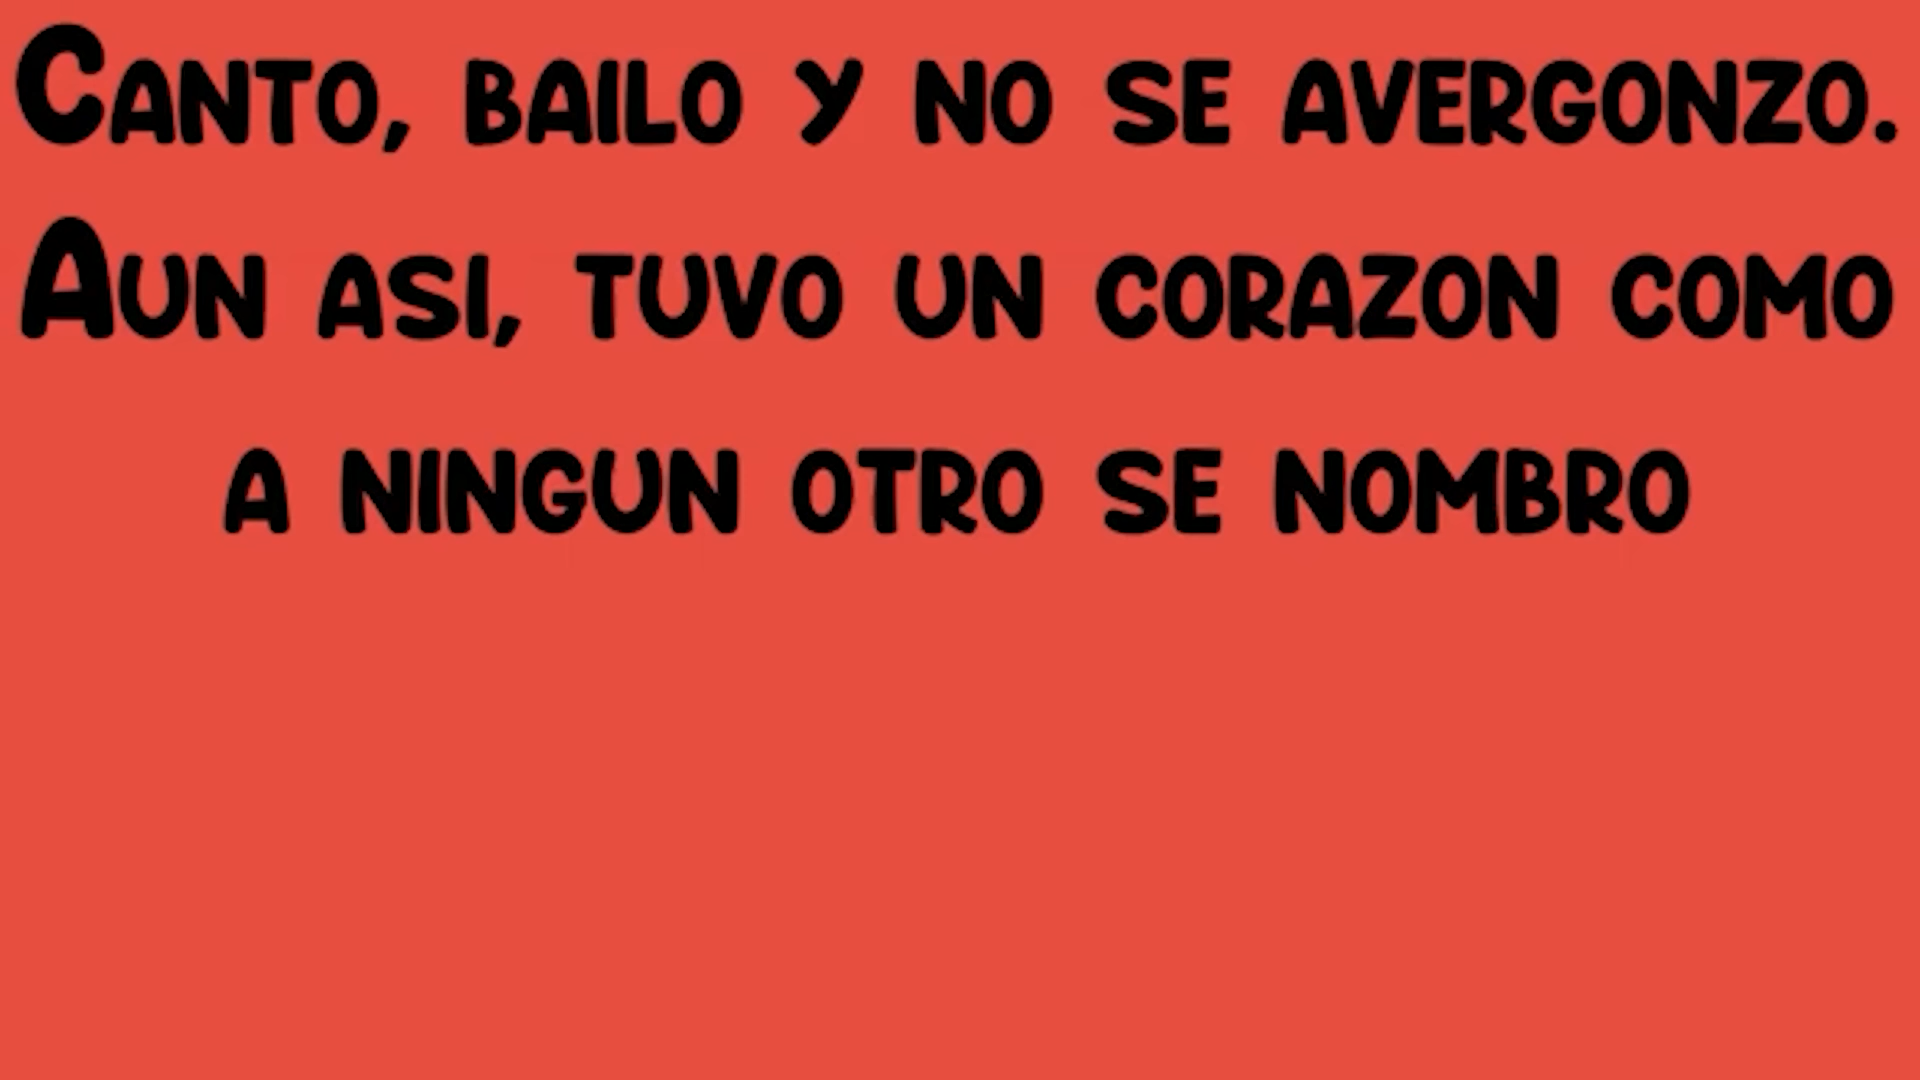 Canto, bailo y no se avergonzo.
Aun asi, tuvo un corazon como
a ningun otro se nombro